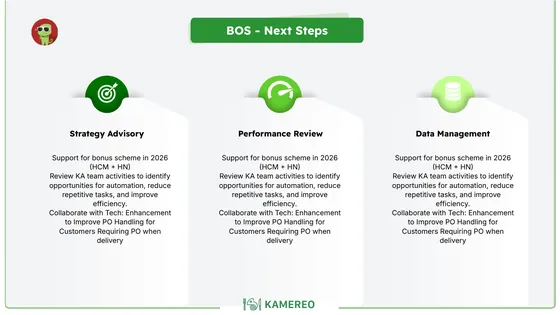 BOS - Next Steps
Strategy Advisory
Support for bonus scheme in 2026
(HCM + HN)
Review KA team activities to identify
opportunities for automation, reduce
repetitive tasks, and improve
efficiency.
Collaborate with Tech: Enhancement
to Improve PO Handling for
Customers Requiring PO when
delivery
Performance Review
Support for bonus scheme in 2026
(HCM + HN)
Review KA team activities to identify
opportunities for automation, reduce
repetitive tasks, and improve
efficiency.
Collaborate with Tech: Enhancement
to Improve PO Handling for
Customers Requiring PO when
delivery
Data Management
Support for bonus scheme in 2026
(HCM + HN)
Review KA team activities to identify
opportunities for automation, reduce
repetitive tasks, and improve
efficiency.
Collaborate with Tech: Enhancement
to Improve PO Handling for
Customers Requiring PO when
delivery
KAMEREO